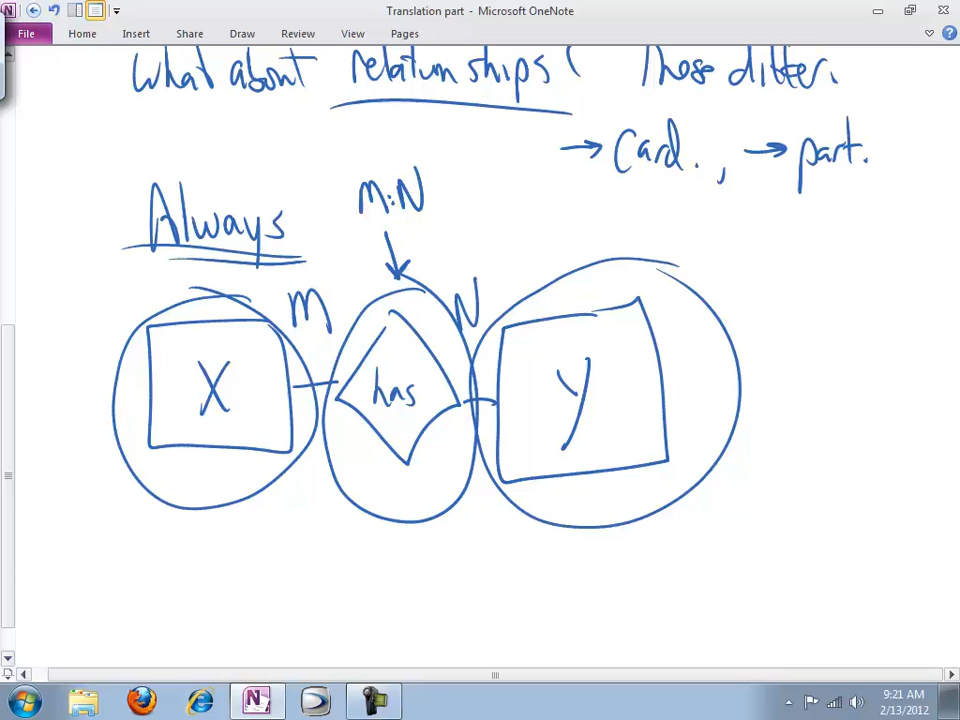 Translation part - Microsoft OneNote
File Home Insert Share Draw Review View Pages
What about relationships? These differ.
→ Card., → part.
M:N
Always
M N
X has Y
9:21 AM
2/13/2012